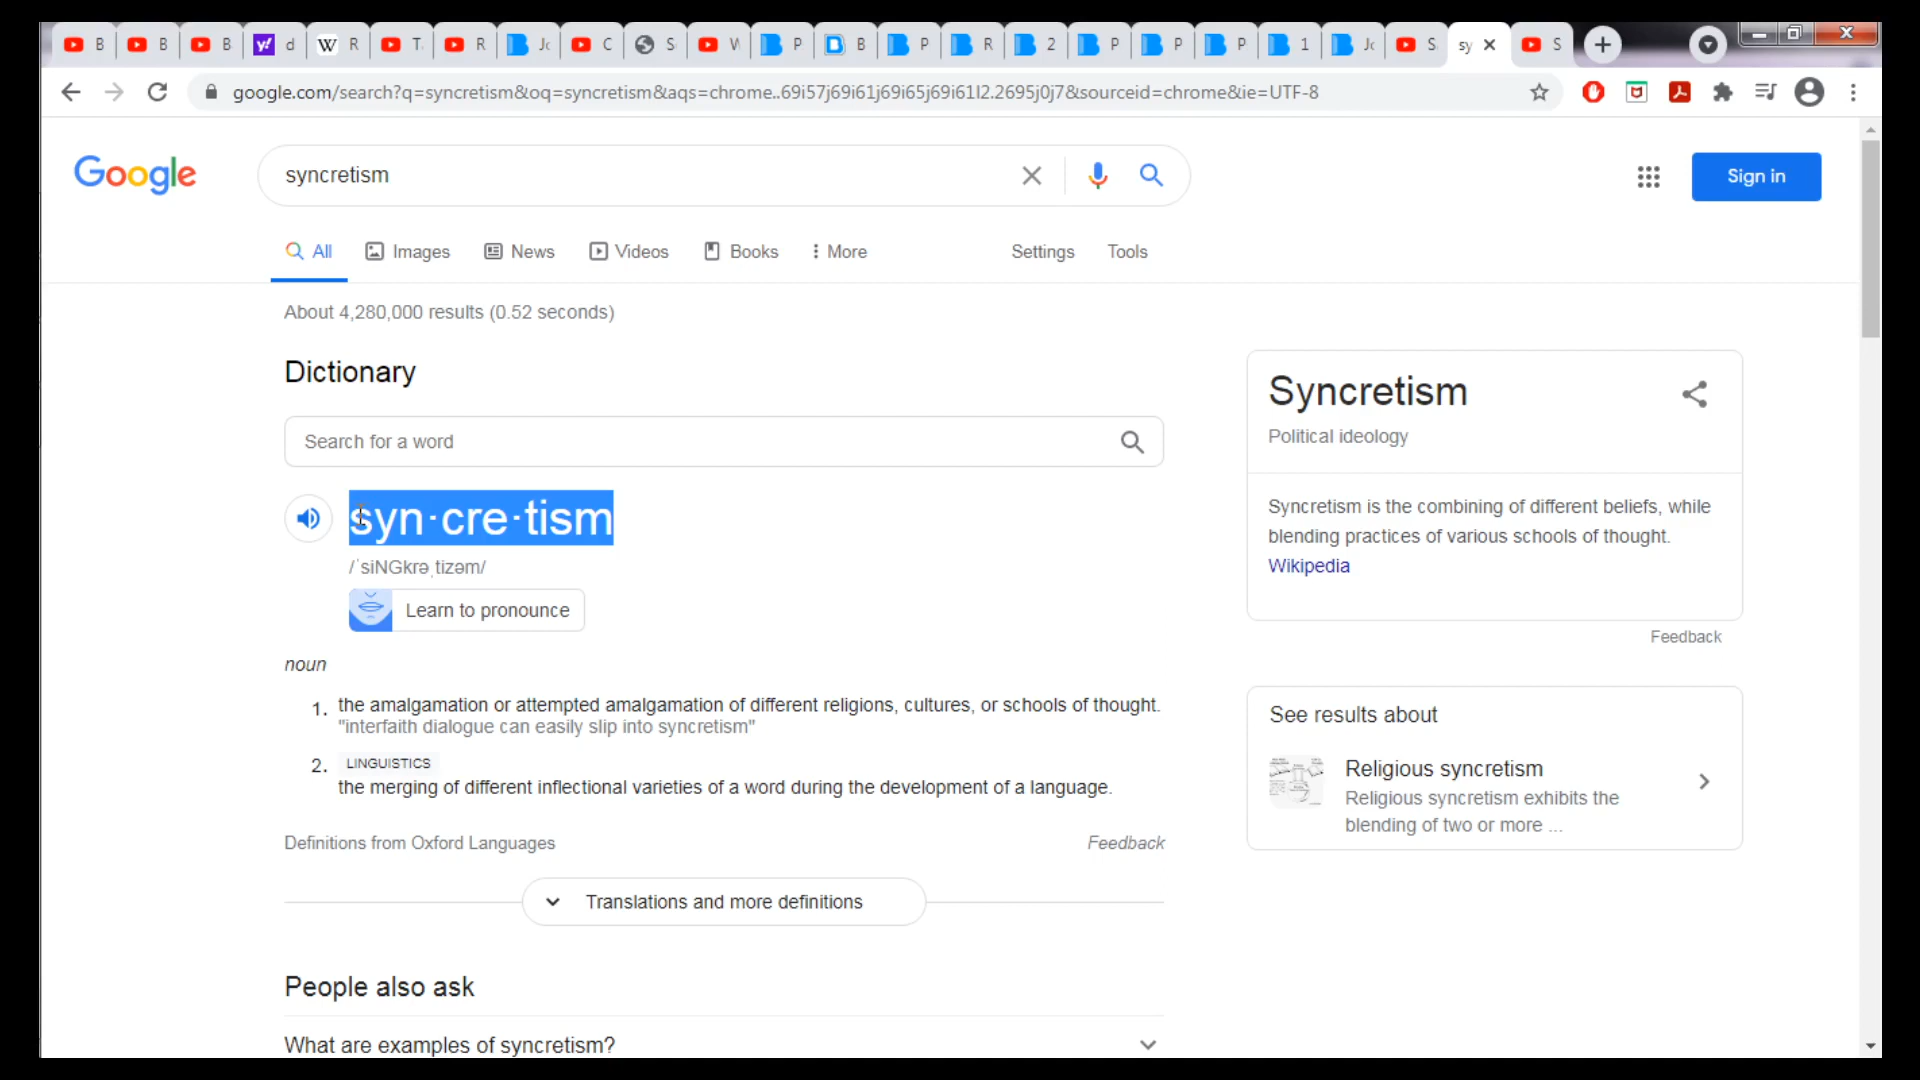 B B B d R T R Jc C S W P B P R 2 P P P 1 Jc S sy S
google.com/search?q=syncretism&oq=syncretism&aqs=chrome..69i57j69i61j69i65j69i61l2.2695j0j7&sourceid=chrome&ie=UTF-8
Google
syncretism
Sign in
All Images News Videos Books More Settings Tools
About 4,280,000 results (0.52 seconds)
Dictionary
Search for a word
syn·cre·tism
/ˈsiNGkrəˌtizəm/
Learn to pronounce
noun
1. the amalgamation or attempted amalgamation of different religions, cultures, or schools of thought.
"interfaith dialogue can easily slip into syncretism"
2. LINGUISTICS
the merging of different inflectional varieties of a word during the development of a language.
Definitions from Oxford Languages
Feedback
Translations and more definitions
People also ask
What are examples of syncretism?
Syncretism
Political ideology
Syncretism is the combining of different beliefs, while
blending practices of various schools of thought.
Wikipedia
Feedback
See results about
Religious syncretism
Religious syncretism exhibits the
blending of two or more ...